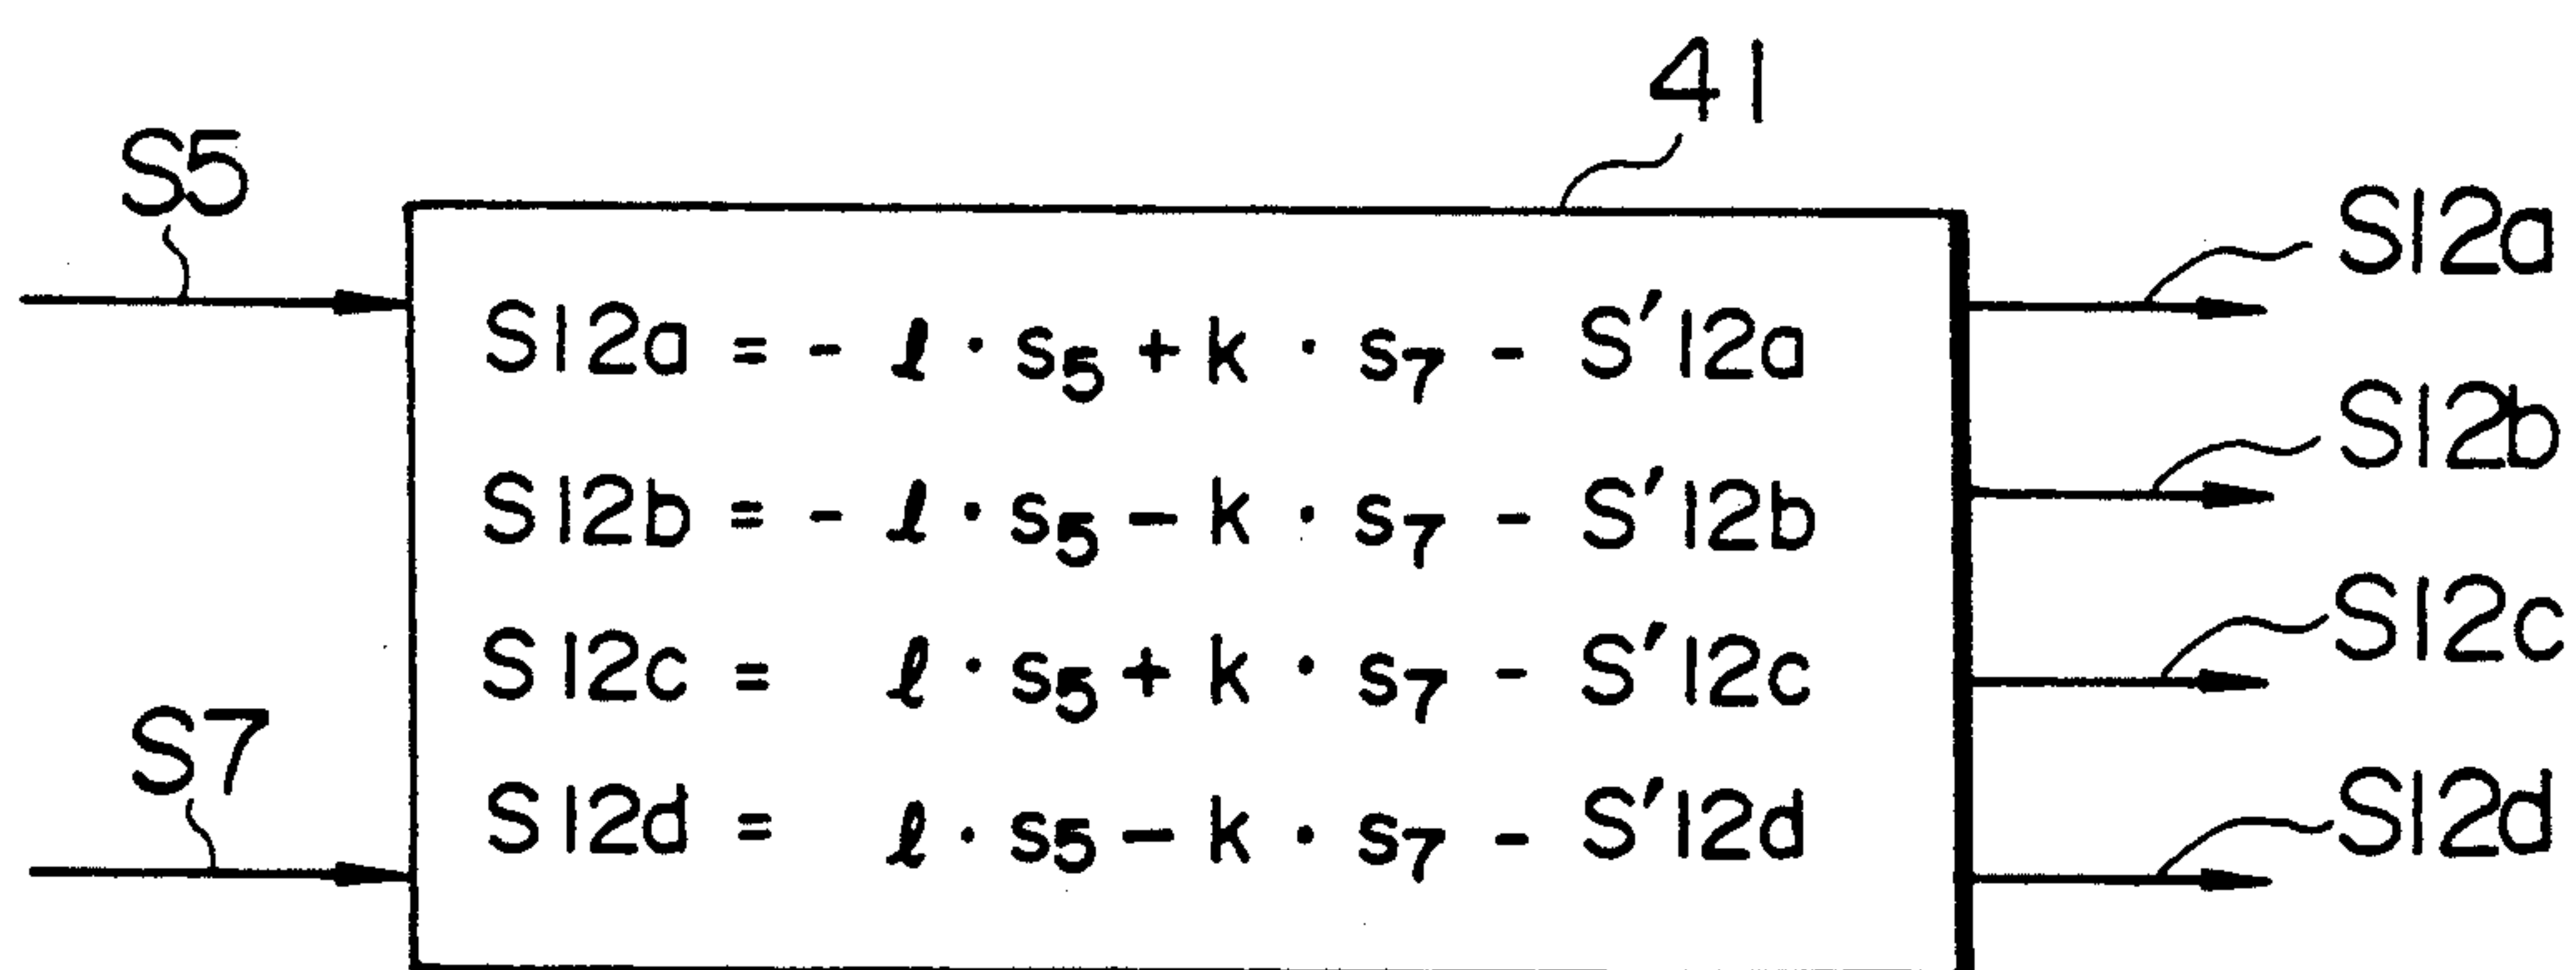 41
S5
S7
S12a = - ℓ · s₅ + k · s₇ - S'12a
S12b = - ℓ · s₅ - k · s₇ - S'12b
S12c = ℓ · s₅ + k · s₇ - S'12c
S12d = ℓ · s₅ - k · s₇ - S'12d
S12a
S12b
S12c
S12d